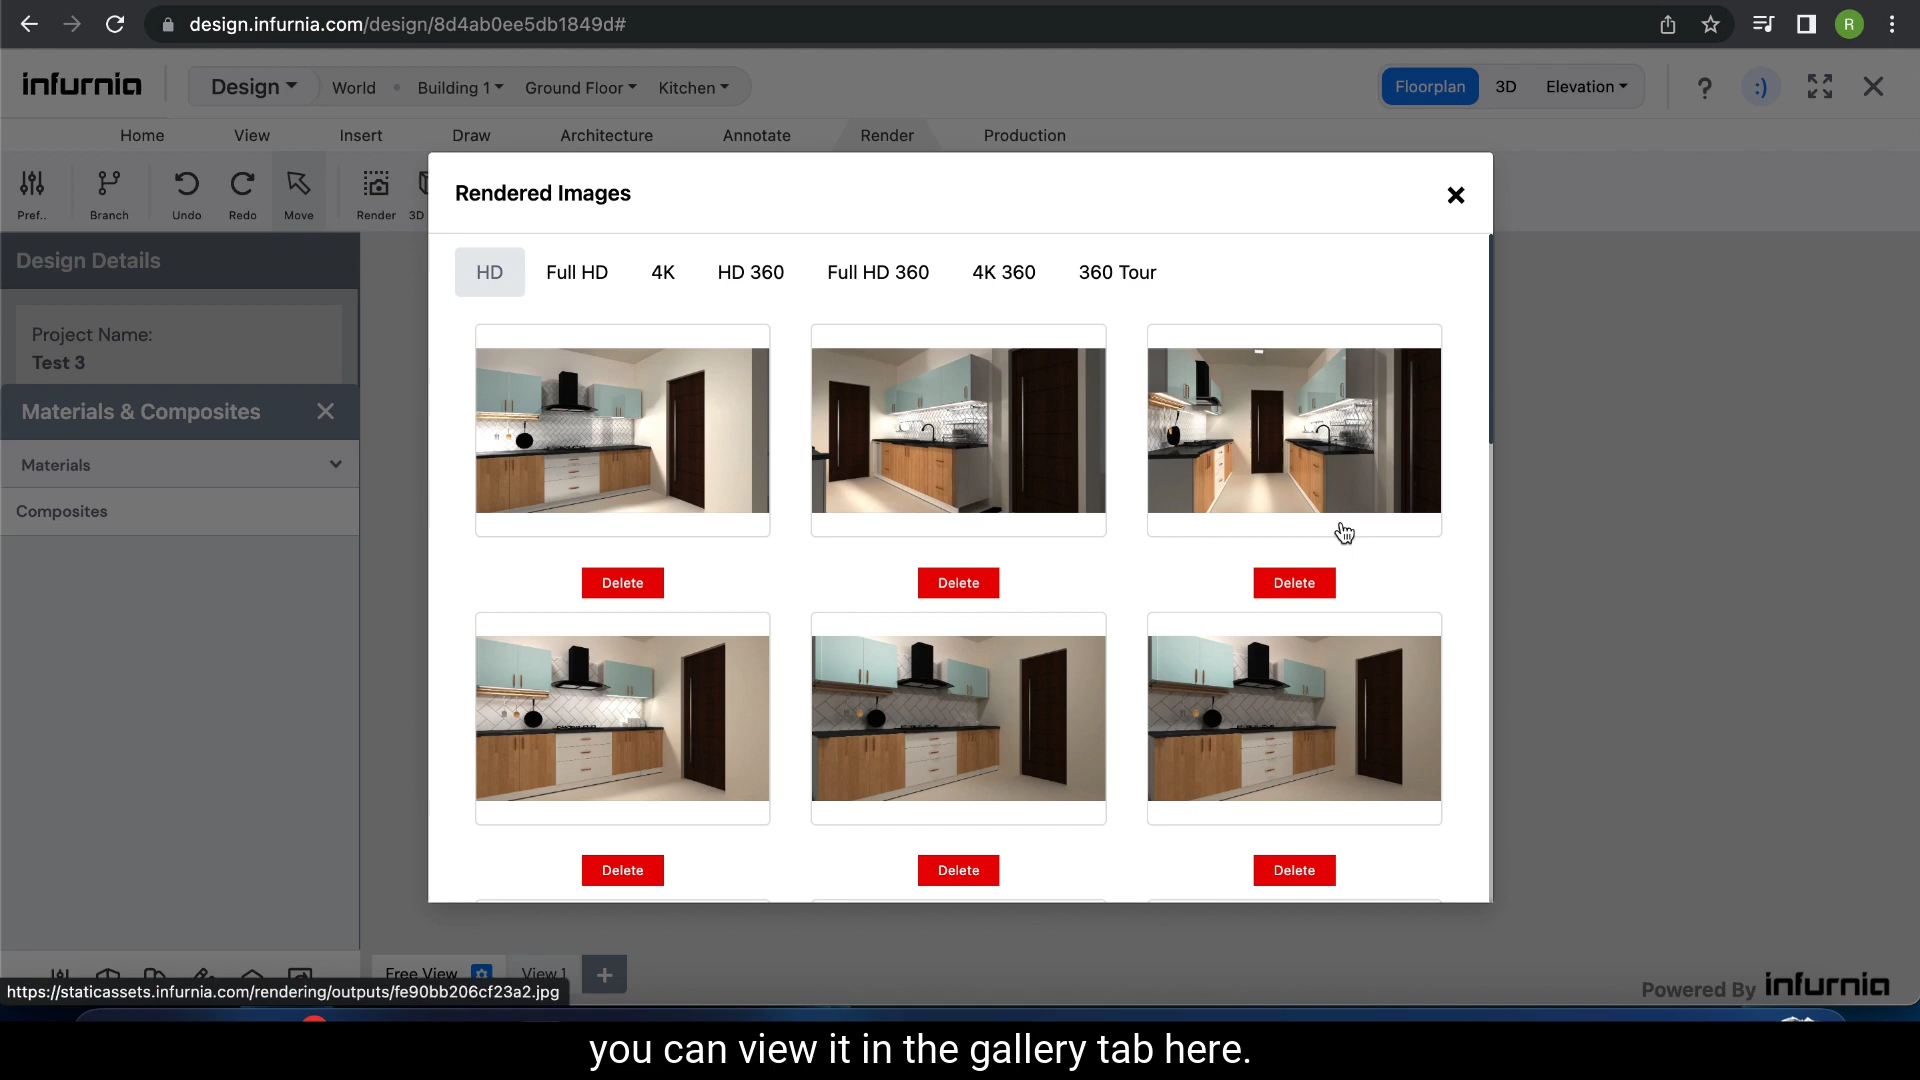 design.infurnia.com/design/8d4ab0ee5db1849d#
R
infurnia
Design
World
Building 1
Ground Floor
Kitchen
Floorplan
3D
Elevation
?
:)
Home
View
Insert
Draw
Architecture
Annotate
Render
Production
Pref..
Branch
Undo
Redo
Move
Render
3D
Design Details
Project Name:
Test 3
Materials & Composites
Materials
Composites
Rendered Images
HD
Full HD
4K
HD 360
Full HD 360
4K 360
360 Tour
Delete
Delete
Delete
Delete
Delete
Delete
Free View
View 1
Powered By infurnia
https://staticassets.infurnia.com/rendering/outputs/fe90bb206cf23a2.jpg
you can view it in the gallery tab here.